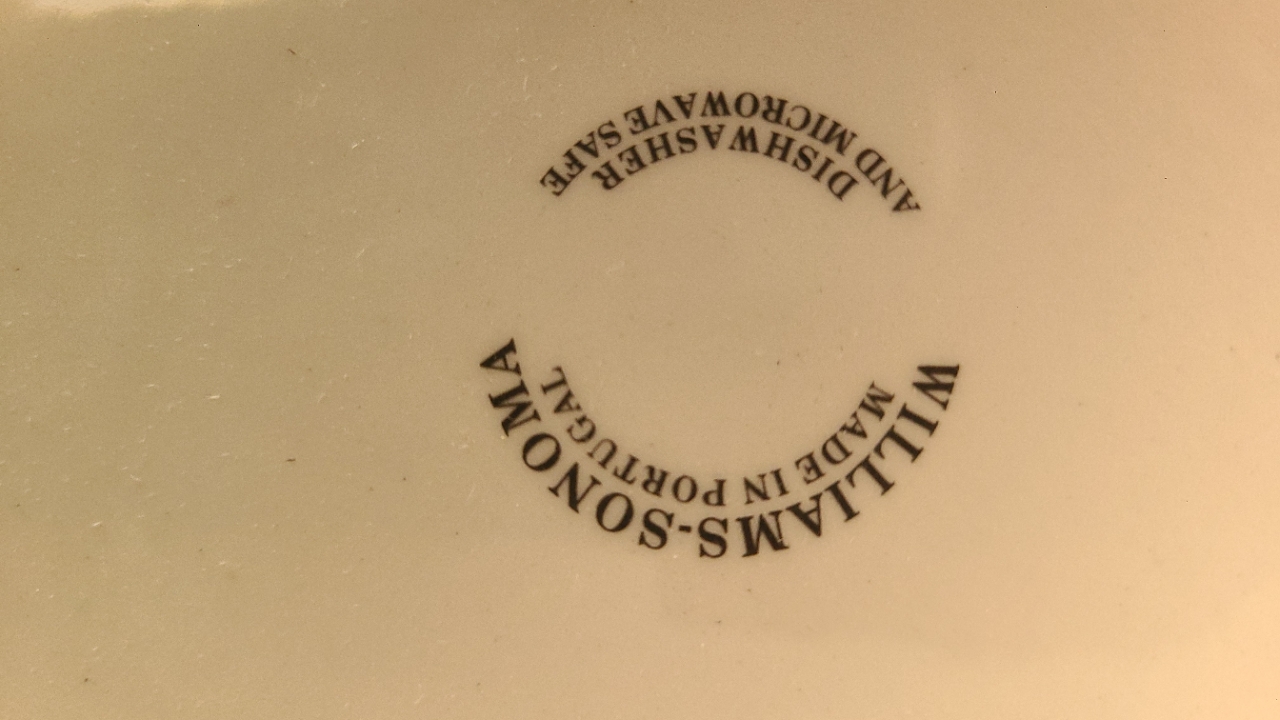 WILLIAMS-SONOMA
MADE IN PORTUGAL
DISHWASHER
AND MICROWAVE SAFE